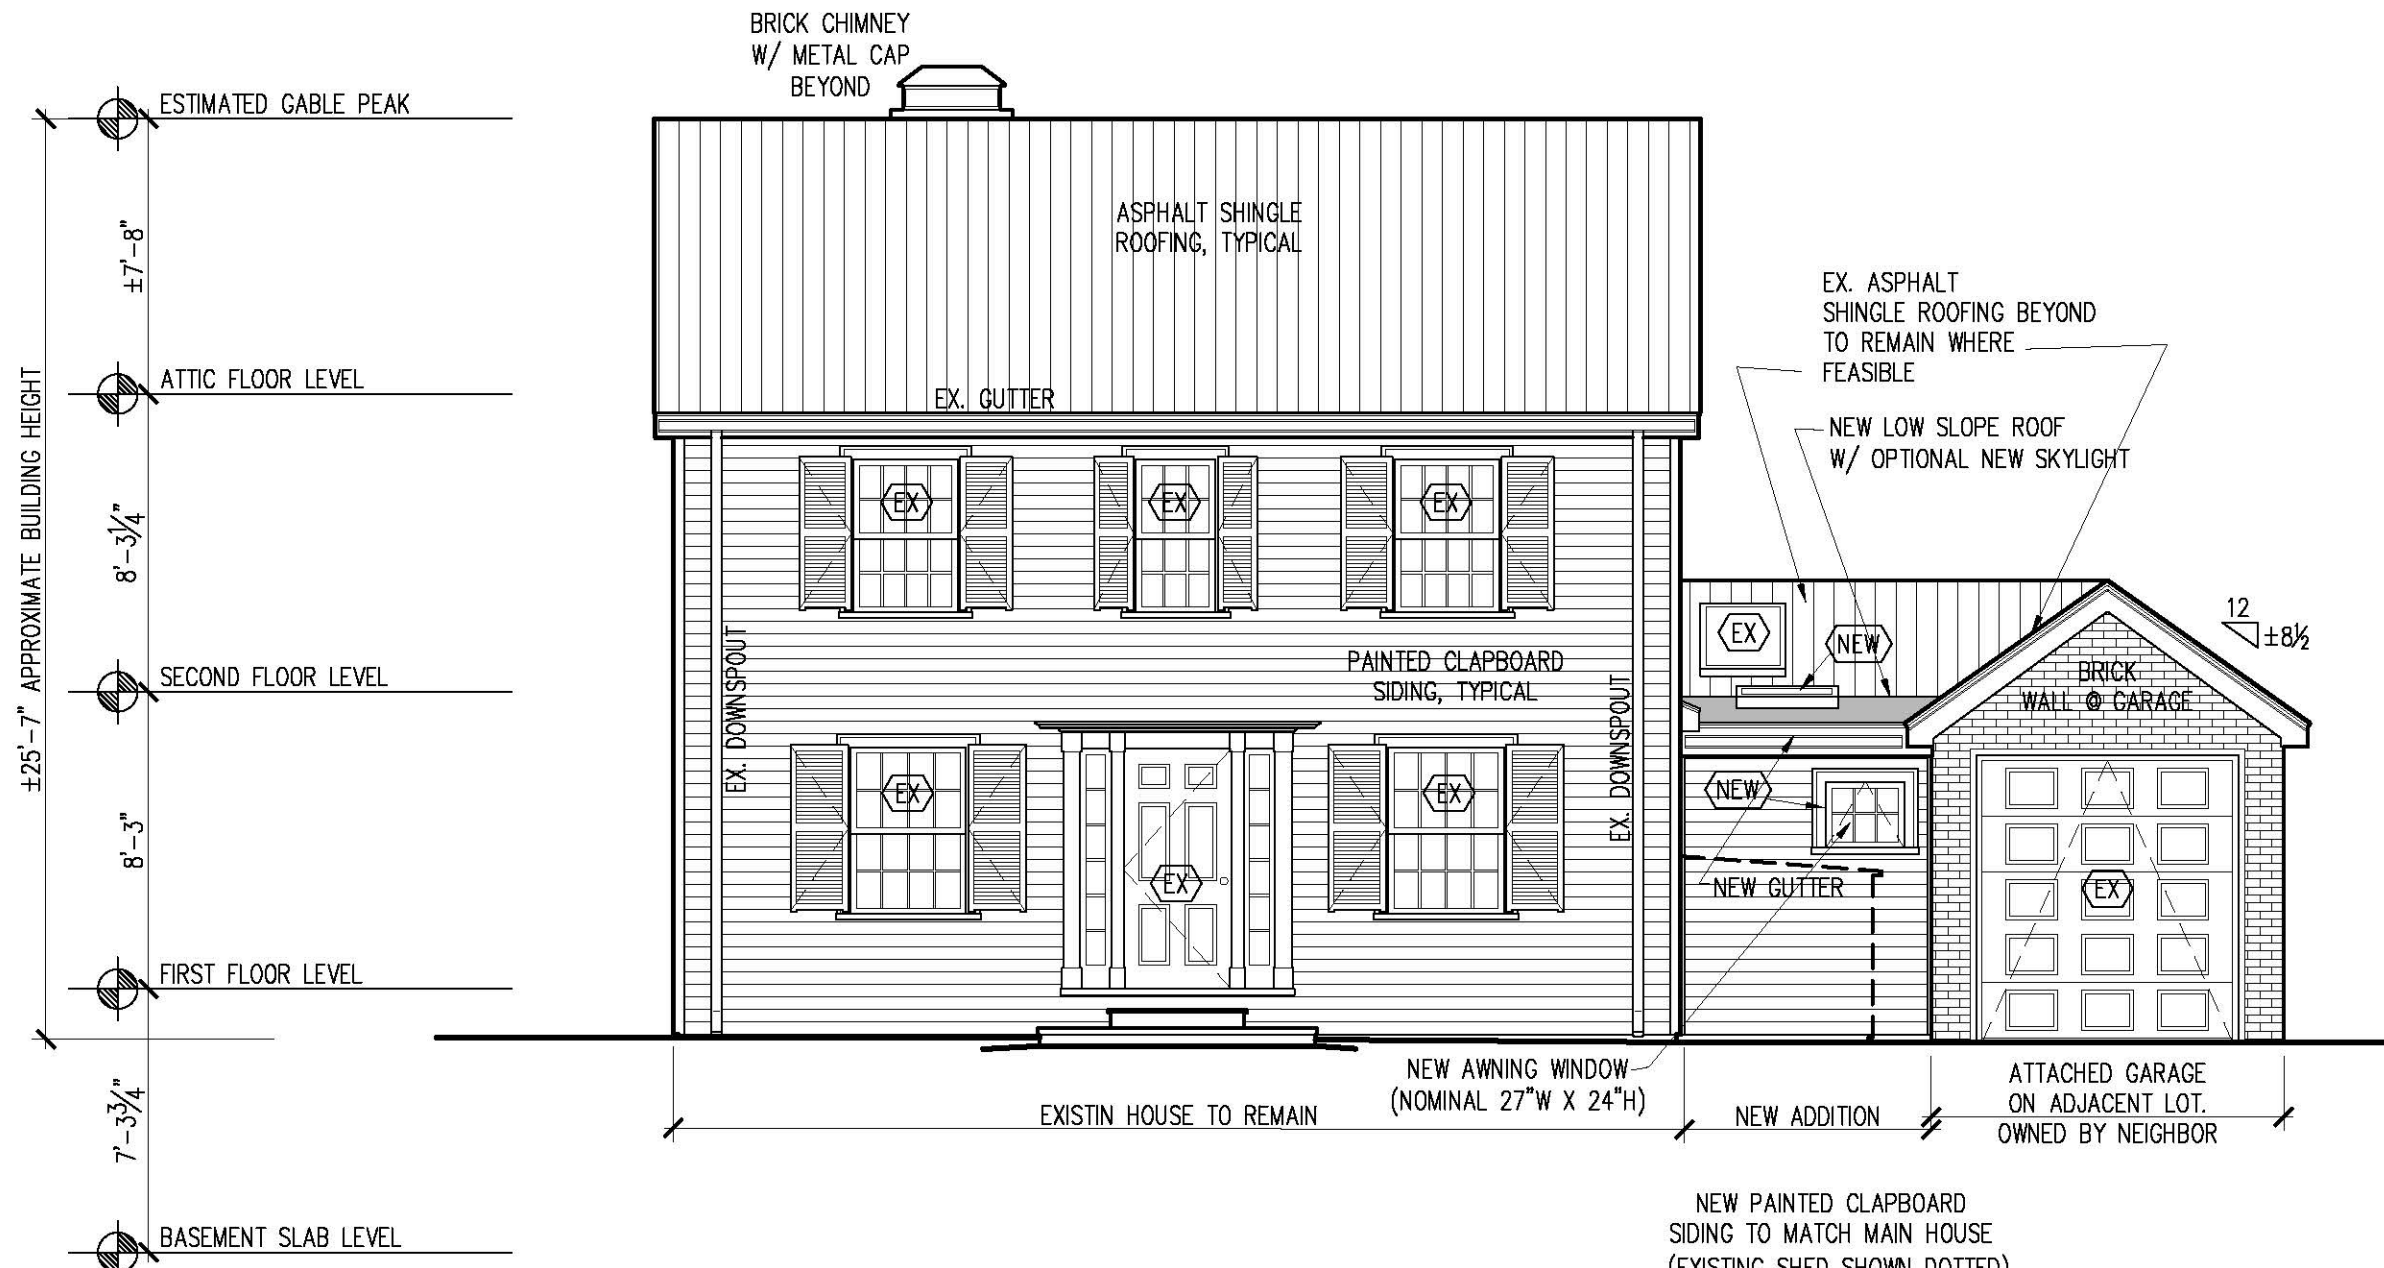 BRICK CHIMNEY
W/ METAL CAP
BEYOND
ESTIMATED GABLE PEAK
±7'-8"
ASPHALT SHINGLE
ROOFING, TYPICAL
EX. ASPHALT
SHINGLE ROOFING BEYOND
TO REMAIN WHERE
FEASIBLE
ATTIC FLOOR LEVEL
EX. GUTTER
NEW LOW SLOPE ROOF
W/ OPTIONAL NEW SKYLIGHT
±25'-7" APPROXIMATE BUILDING HEIGHT
8'-3¼"
EX
EX
EX
12
±8½
EX
NEW
SECOND FLOOR LEVEL
EX. DOWNSPOUT
PAINTED CLAPBOARD
SIDING, TYPICAL
EX. DOWNSPOUT
BRICK
WALL @ GARAGE
8'-3"
EX
EX
NEW
EX
NEW GUTTER
EX
FIRST FLOOR LEVEL
7'-3¾"
NEW AWNING WINDOW
(NOMINAL 27"W X 24"H)
EXISTIN HOUSE TO REMAIN
NEW ADDITION
ATTACHED GARAGE
ON ADJACENT LOT.
OWNED BY NEIGHBOR
BASEMENT SLAB LEVEL
NEW PAINTED CLAPBOARD
SIDING TO MATCH MAIN HOUSE
(EXISTING SHED SHOWN DOTTED)